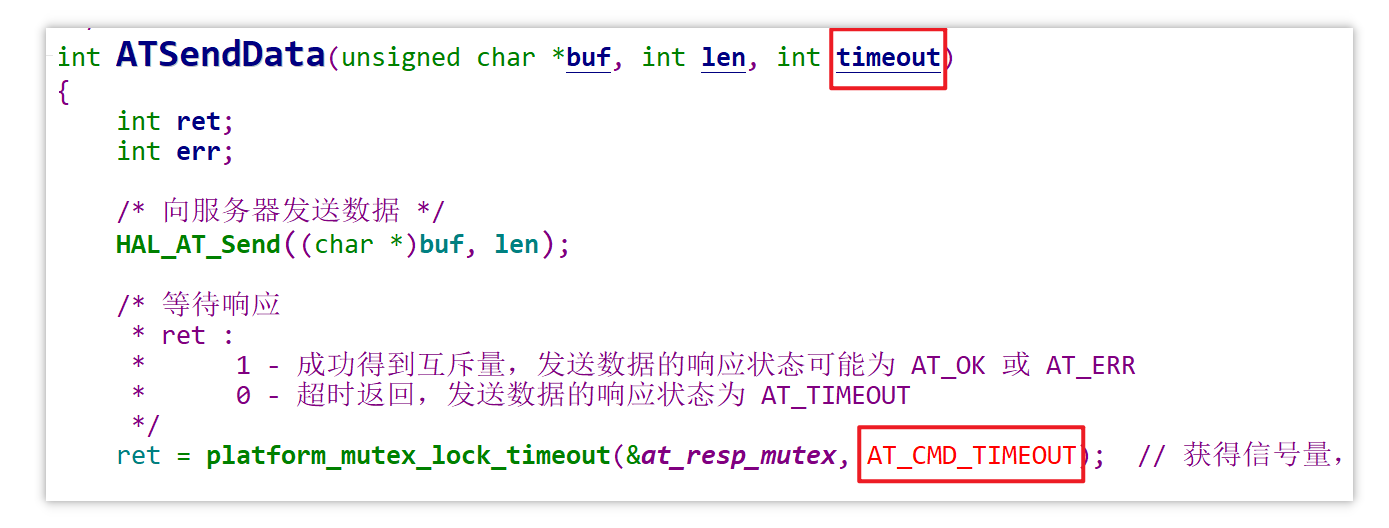 int ATSendData(unsigned char *buf, int len, int timeout)
{
int ret;
int err;
/* 向服务器发送数据 */
HAL_AT_Send((char *)buf, len);
/* 等待响应
* ret :
* 1 - 成功得到互斥量，发送数据的响应状态可能为 AT_OK 或 AT_ERR
* 0 - 超时返回，发送数据的响应状态为 AT_TIMEOUT
*/
ret = platform_mutex_lock_timeout(&at_resp_mutex, AT_CMD_TIMEOUT); // 获得信号量，